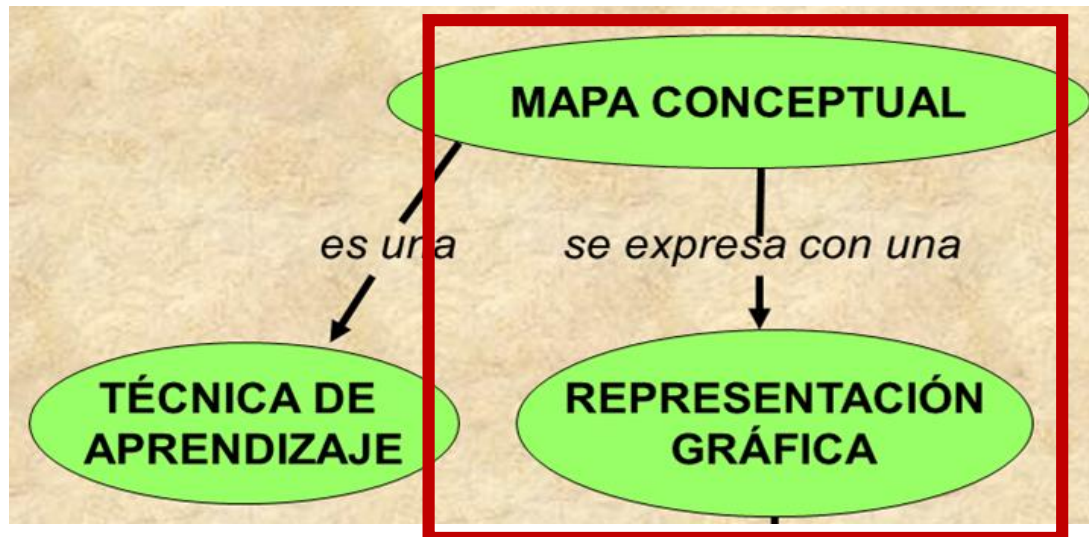 MAPA CONCEPTUAL
es una
se expresa con una
TÉCNICA DE
APRENDIZAJE
REPRESENTACIÓN
GRÁFICA